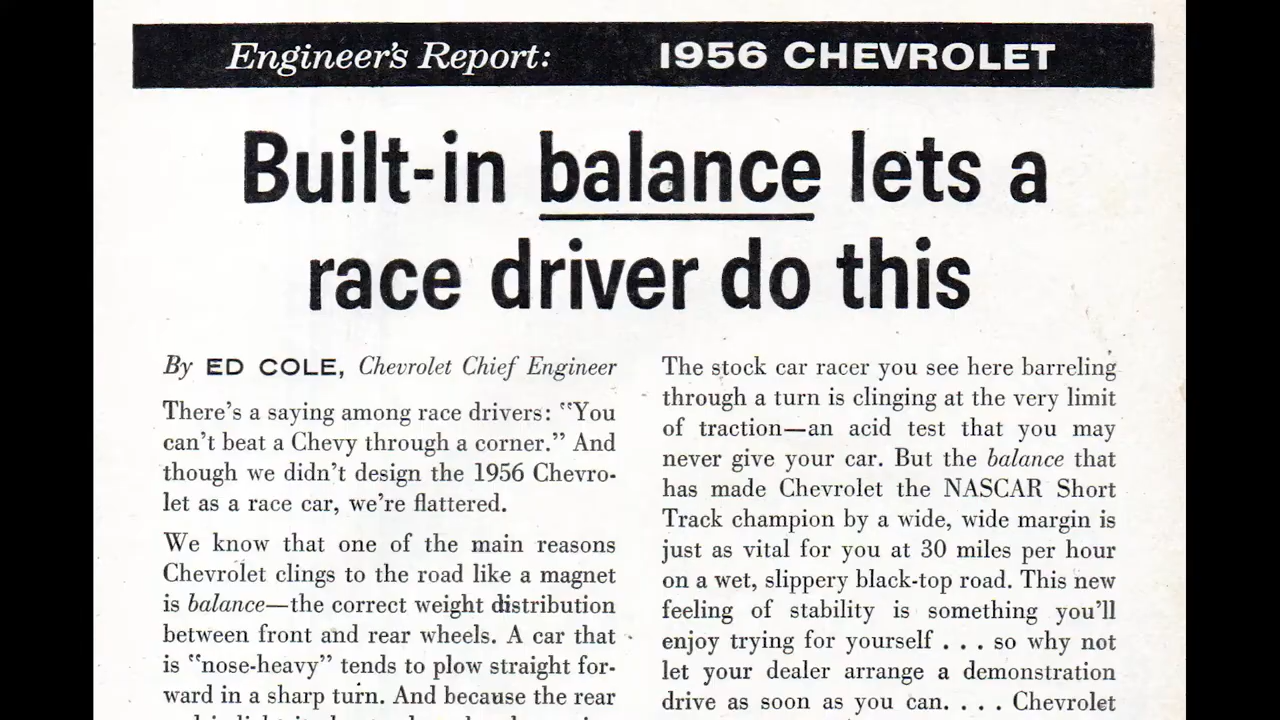 Engineer's Report: 1956 CHEVROLET
Built-in balance lets a
race driver do this
By ED COLE, Chevrolet Chief Engineer
There's a saying among race drivers: "You
can't beat a Chevy through a corner." And
though we didn't design the 1956 Chevro-
let as a race car, we're flattered.
We know that one of the main reasons
Chevrolet clings to the road like a magnet
is balance—the correct weight distribution
between front and rear wheels. A car that
is "nose-heavy" tends to plow straight for-
ward in a sharp turn. And because the rear
The stock car racer you see here barreling
through a turn is clinging at the very limit
of traction—an acid test that you may
never give your car. But the balance that
has made Chevrolet the NASCAR Short
Track champion by a wide, wide margin is
just as vital for you at 30 miles per hour
on a wet, slippery black-top road. This new
feeling of stability is something you'll
enjoy trying for yourself . . . so why not
let your dealer arrange a demonstration
drive as soon as you can. . . . Chevrolet